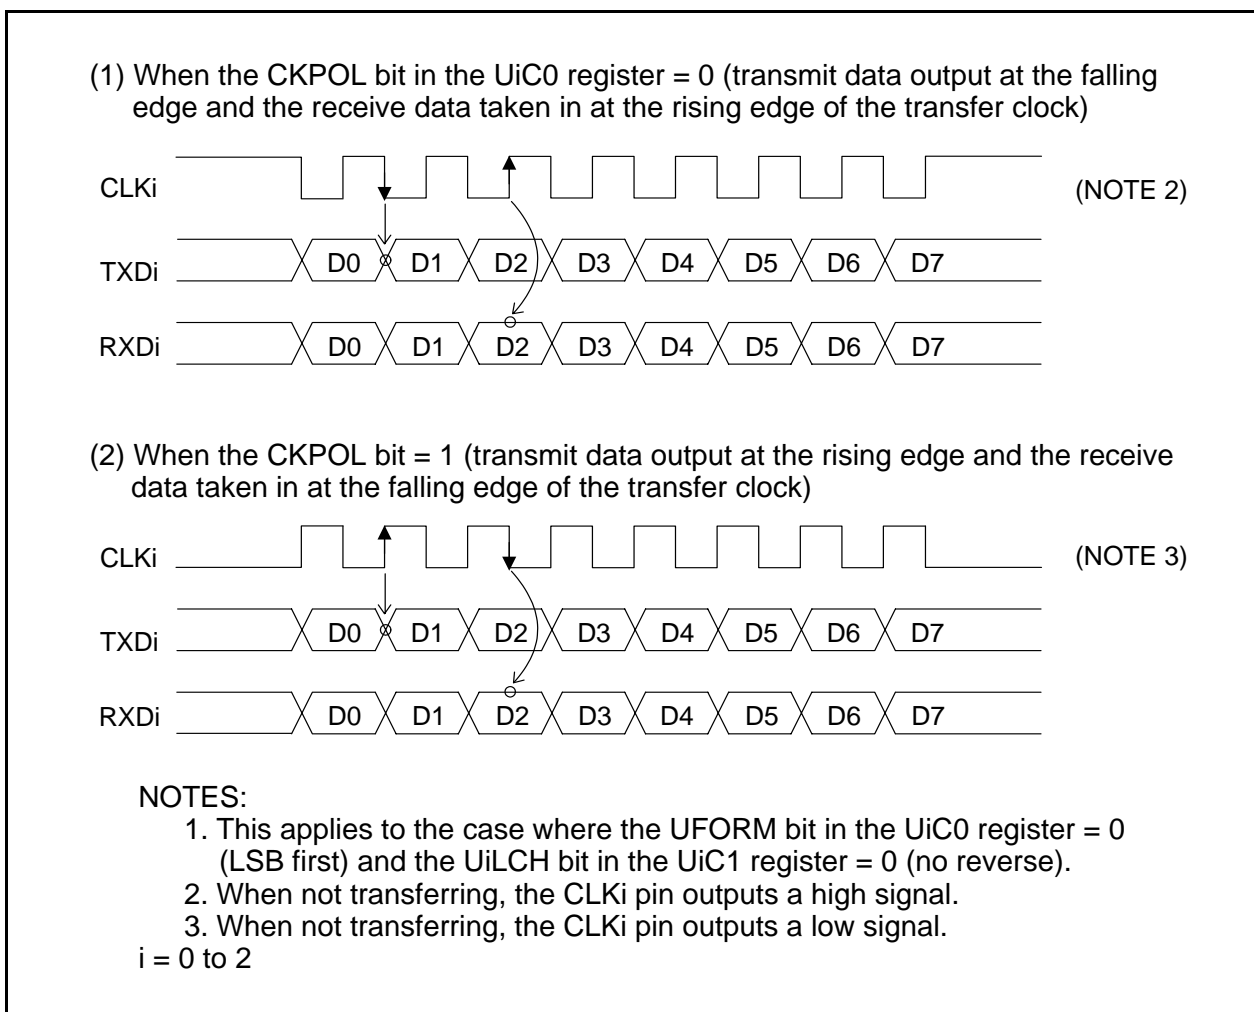 (1) When the CKPOL bit in the UiC0 register = 0 (transmit data output at the falling
edge and the receive data taken in at the rising edge of the transfer clock)
CLKi (NOTE 2)
TXDi D0 D1 D2 D3 D4 D5 D6 D7
RXDi D0 D1 D2 D3 D4 D5 D6 D7
(2) When the CKPOL bit = 1 (transmit data output at the rising edge and the receive
data taken in at the falling edge of the transfer clock)
CLKi (NOTE 3)
TXDi D0 D1 D2 D3 D4 D5 D6 D7
RXDi D0 D1 D2 D3 D4 D5 D6 D7
NOTES:
1. This applies to the case where the UFORM bit in the UiC0 register = 0
(LSB first) and the UiLCH bit in the UiC1 register = 0 (no reverse).
2. When not transferring, the CLKi pin outputs a high signal.
3. When not transferring, the CLKi pin outputs a low signal.
i = 0 to 2